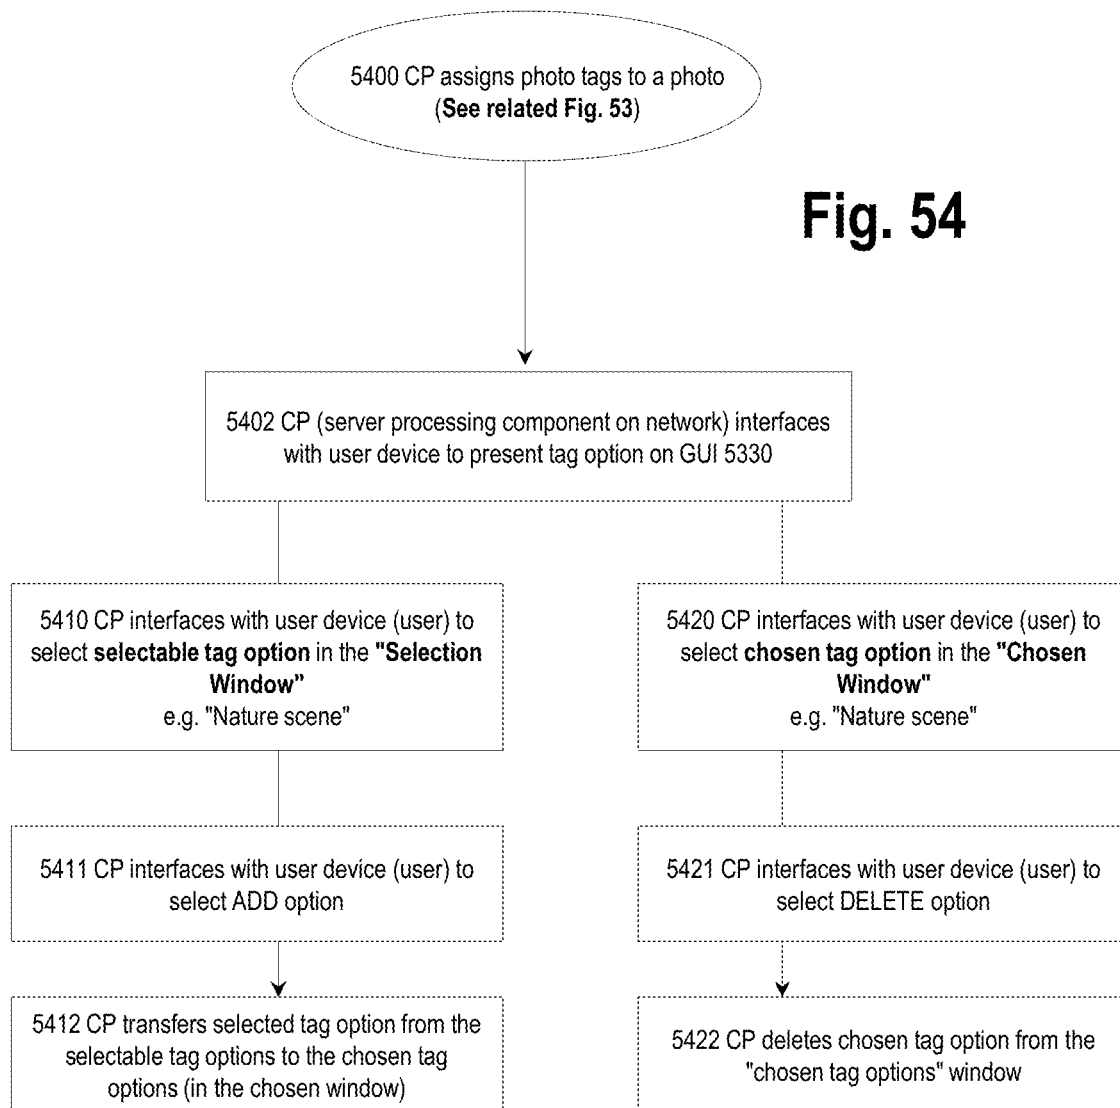 5400 CP assigns photo tags to a photo
(See related Fig. 53)
Fig. 54
5402 CP (server processing component on network) interfaces
with user device to present tag option on GUI 5330
5410 CP interfaces with user device (user) to
select selectable tag option in the "Selection
Window"
e.g. "Nature scene"
5420 CP interfaces with user device (user) to
select chosen tag option in the "Chosen
Window"
e.g. "Nature scene"
5411 CP interfaces with user device (user) to
select ADD option
5421 CP interfaces with user device (user) to
select DELETE option
5412 CP transfers selected tag option from the
selectable tag options to the chosen tag
options (in the chosen window)
5422 CP deletes chosen tag option from the
"chosen tag options" window